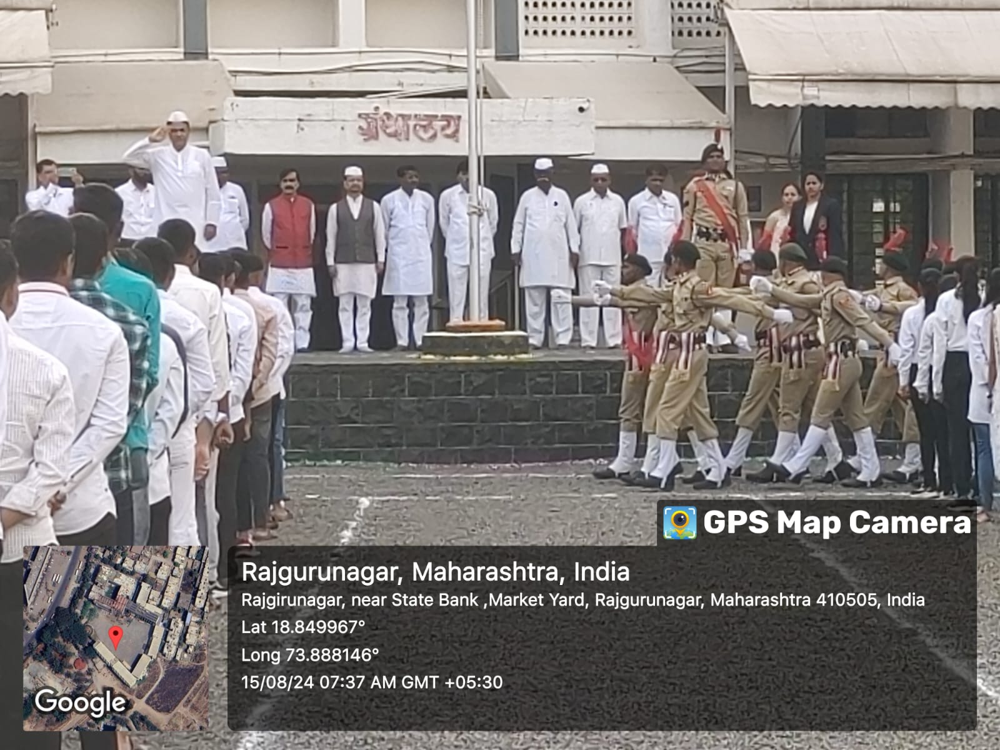 ग्रंथालय
GPS Map Camera
Rajgurunagar, Maharashtra, India
Rajgirunagar, near State Bank ,Market Yard, Rajgurunagar, Maharashtra 410505, India
Lat 18.849967°
Long 73.888146°
15/08/24 07:37 AM GMT +05:30
Google